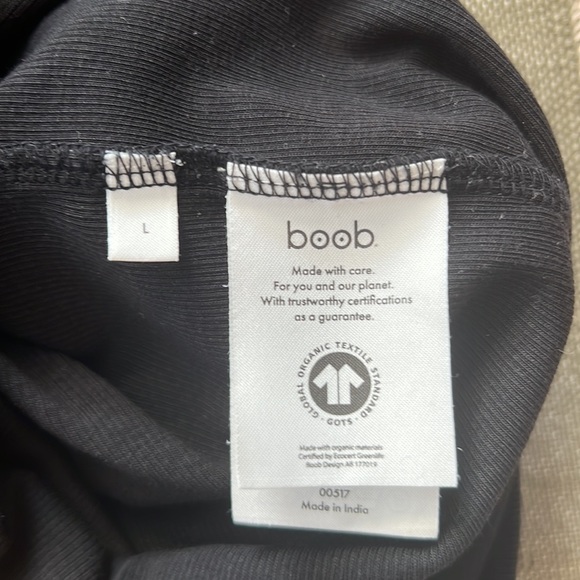 L
boob
Made with care.
For you and our planet.
With trustworthy certifications
as a guarantee.
GLOBAL ORGANIC TEXTILE STANDARD · GOTS ·
Made with organic materials
Certified by Ecocert Greenlife
Boob Design AB 177019
00517
Made in India